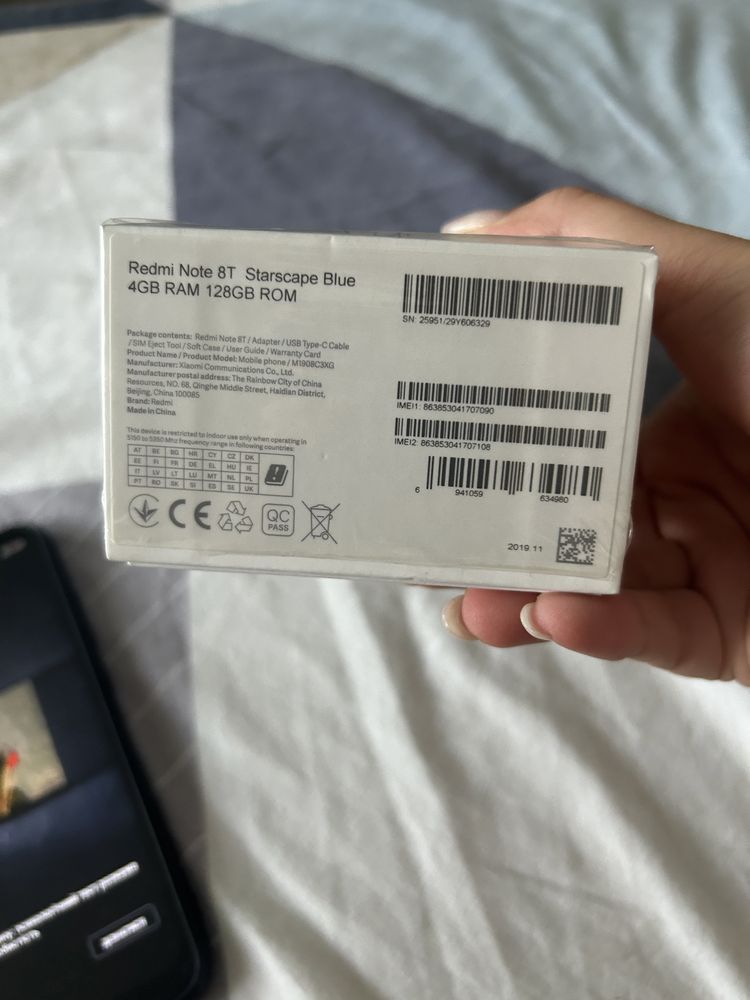 Redmi Note 8T Starscape Blue
4GB RAM 128GB ROM
Package contents: Redmi Note 8T / Adapter / USB Type-C Cable
/ SIM Eject Tool / Soft Case / User Guide / Warranty Card
Product Name / Product Model: Mobile phone / M1908C3XG
Manufacturer: Xiaomi Communications Co., Ltd.
Manufacturer postal address: The Rainbow City of China
Resources, NO. 68, Qinghe Middle Street, Haidian District,
Beijing, China 100085
Brand: Redmi
Made in China
This device is restricted to indoor use only when operating in
5150 to 5350 Mhz frequency range in following countries:
AT BE BG HR CY CZ DK
EE FI FR DE EL HU IE
IT LV LT LU MT NL PL
PT RO SK SI ES SE UK
CE
QC
PASS
SN: 25951/29Y606329
IMEI1: 863853041707090
IMEI2: 863853041707108
6 941059 634980
2019.11